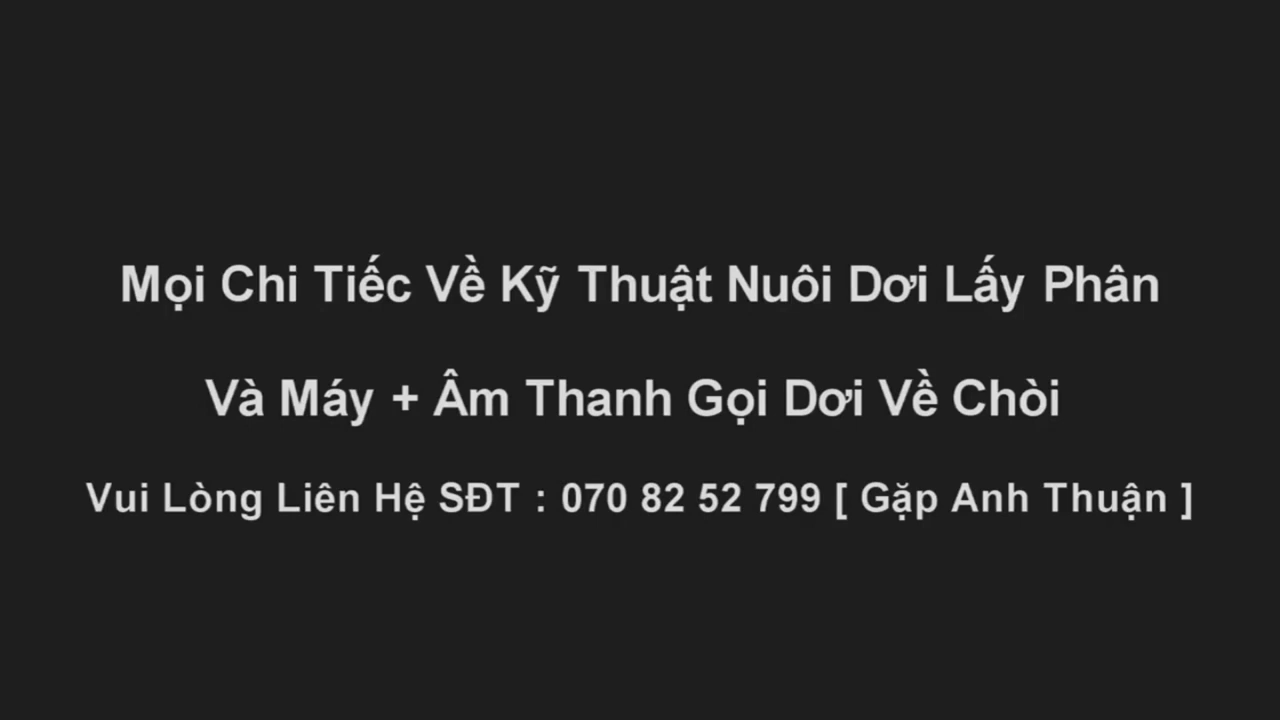 Mọi Chi Tiếc Về Kỹ Thuật Nuôi Dơi Lấy Phân
Và Máy + Âm Thanh Gọi Dơi Về Chòi
Vui Lòng Liên Hệ SĐT : 070 82 52 799 [ Gặp Anh Thuận ]